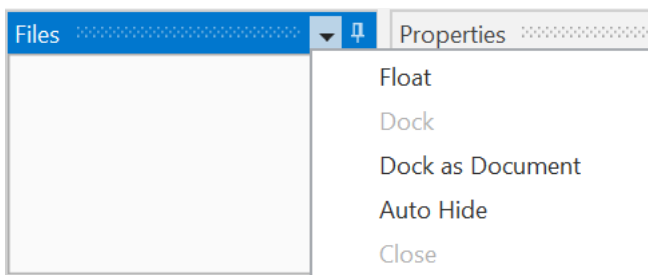 Files
Properties
Float
Dock
Dock as Document
Auto Hide
Close